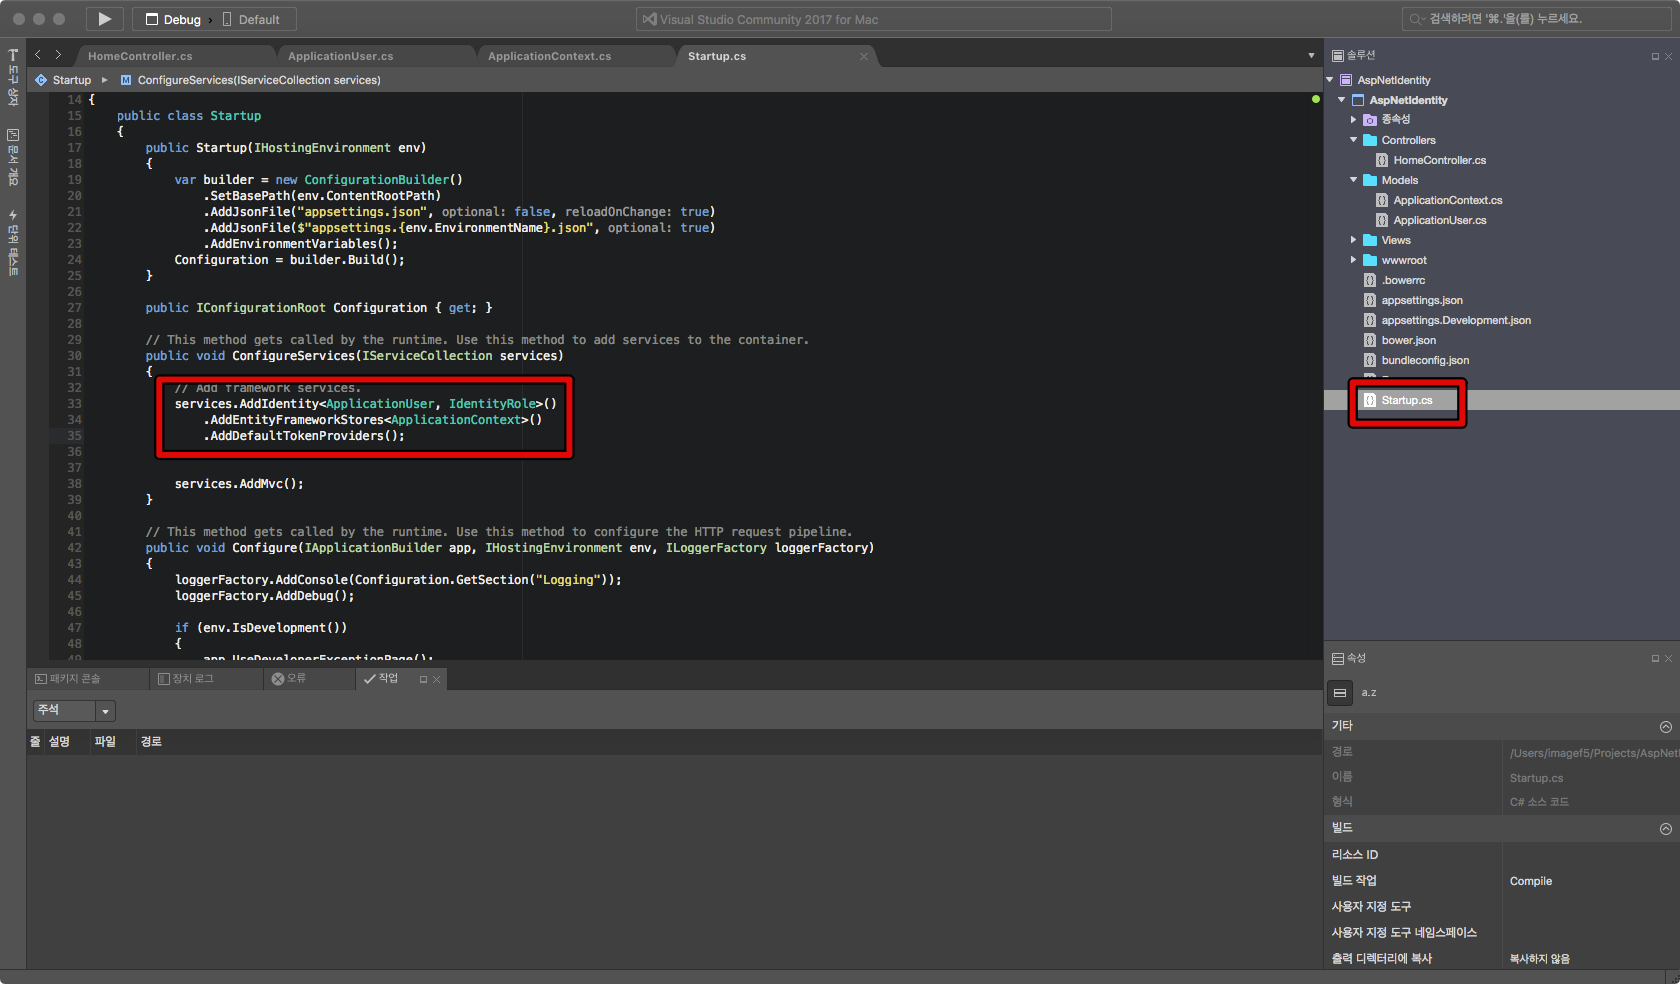 Debug › Default
Visual Studio Community 2017 for Mac
검색하려면 '⌘.'을(를) 누르세요.
도구 상자
문서 개요
단위 테스트
HomeController.cs
ApplicationUser.cs
ApplicationContext.cs
Startup.cs
Startup ▸ M ConfigureServices(IServiceCollection services)
14 {
15 public class Startup
16 {
17 public Startup(IHostingEnvironment env)
18 {
19 var builder = new ConfigurationBuilder()
20 .SetBasePath(env.ContentRootPath)
21 .AddJsonFile("appsettings.json", optional: false, reloadOnChange: true)
22 .AddJsonFile($"appsettings.{env.EnvironmentName}.json", optional: true)
23 .AddEnvironmentVariables();
24 Configuration = builder.Build();
25 }
26
27 public IConfigurationRoot Configuration { get; }
28
29 // This method gets called by the runtime. Use this method to add services to the container.
30 public void ConfigureServices(IServiceCollection services)
31 {
32 // Add framework services.
33 services.AddIdentity<ApplicationUser, IdentityRole>()
34 .AddEntityFrameworkStores<ApplicationContext>()
35 .AddDefaultTokenProviders();
36
37
38 services.AddMvc();
39 }
40
41 // This method gets called by the runtime. Use this method to configure the HTTP request pipeline.
42 public void Configure(IApplicationBuilder app, IHostingEnvironment env, ILoggerFactory loggerFactory)
43 {
44 loggerFactory.AddConsole(Configuration.GetSection("Logging"));
45 loggerFactory.AddDebug();
46
47 if (env.IsDevelopment())
48 {
49 app.UseDeveloperExceptionPage();
패키지 콘솔
장치 로그
오류
작업
주석
줄 설명 파일 경로
솔루션
AspNetIdentity
AspNetIdentity
종속성
Controllers
HomeController.cs
Models
ApplicationContext.cs
ApplicationUser.cs
Views
wwwroot
.bowerrc
appsettings.json
appsettings.Development.json
bower.json
bundleconfig.json
Startup.cs
속성
a.z
기타
경로 /Users/imagef5/Projects/AspNetI
이름 Startup.cs
형식 C# 소스 코드
빌드
리소스 ID
빌드 작업 Compile
사용자 지정 도구
사용자 지정 도구 네임스페이스
출력 디렉터리에 복사 복사하지 않음